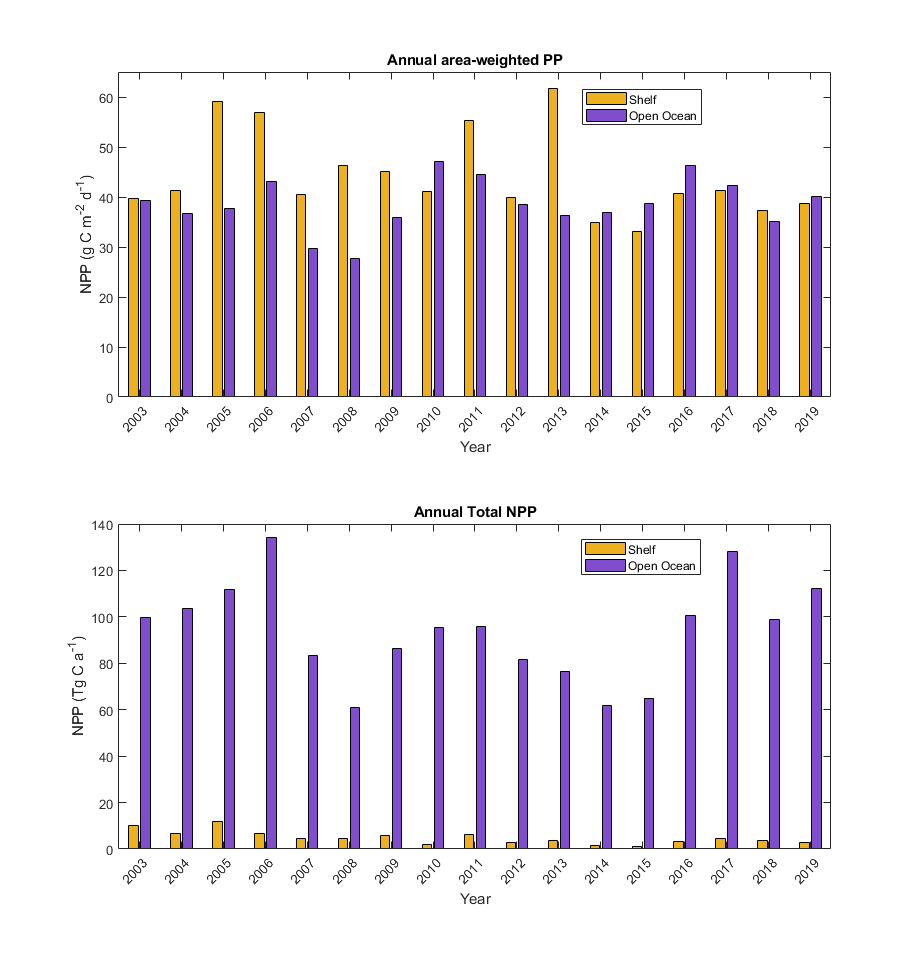 Annual area-weighted PP
60
50
40
30
20
10
0
NPP (g C m⁻² d⁻¹)
Shelf
Open Ocean
2003 2004 2005 2006 2007 2008 2009 2010 2011 2012 2013 2014 2015 2016 2017 2018 2019
Year
Annual Total NPP
140
120
100
80
60
40
20
0
NPP (Tg C a⁻¹)
Shelf
Open Ocean
2003 2004 2005 2006 2007 2008 2009 2010 2011 2012 2013 2014 2015 2016 2017 2018 2019
Year